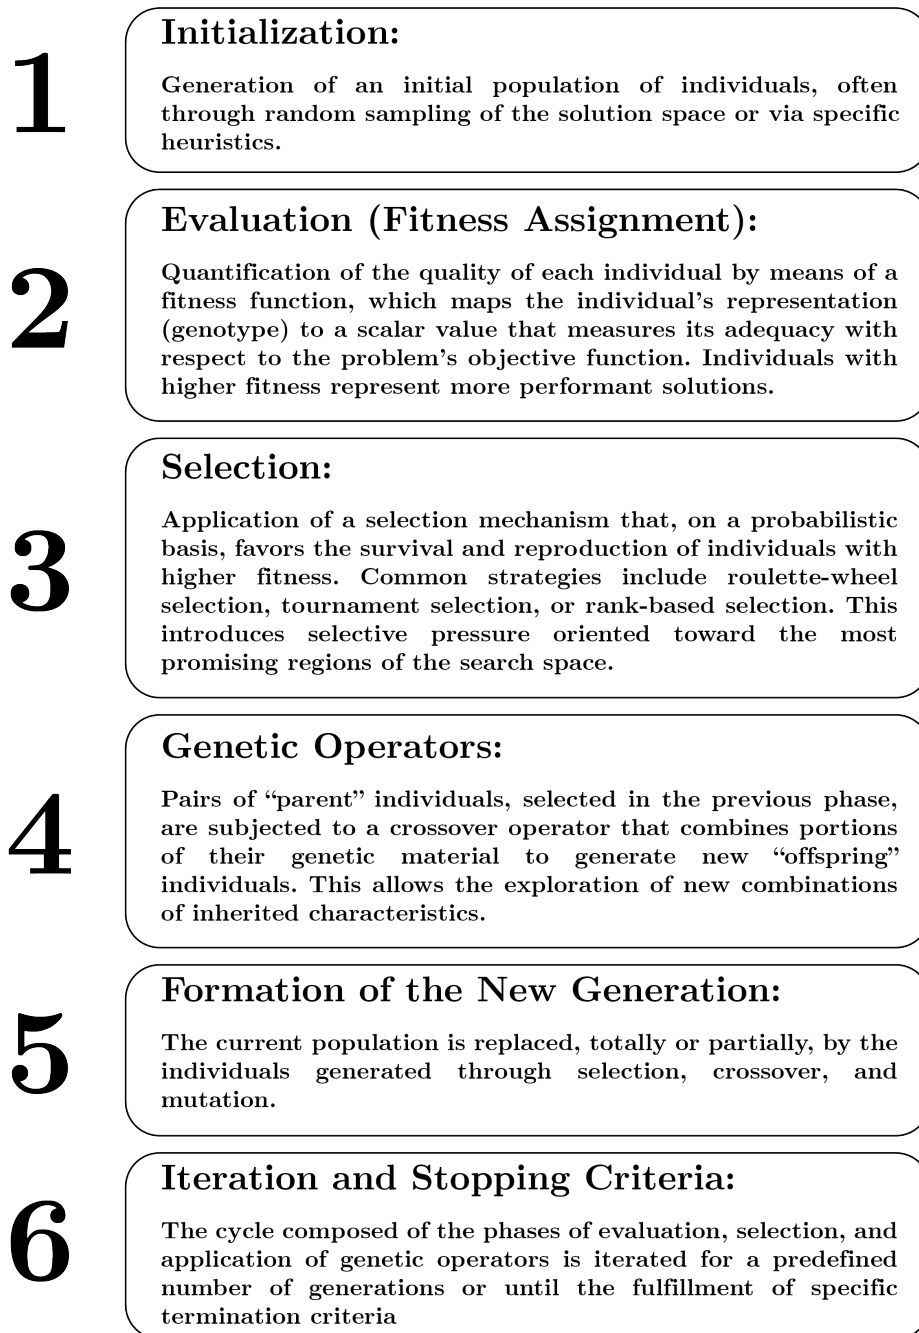 1
Initialization:
Generation of an initial population of individuals, often
through random sampling of the solution space or via specific
heuristics.
2
Evaluation (Fitness Assignment):
Quantification of the quality of each individual by means of a
fitness function, which maps the individual's representation
(genotype) to a scalar value that measures its adequacy with
respect to the problem's objective function. Individuals with
higher fitness represent more performant solutions.
3
Selection:
Application of a selection mechanism that, on a probabilistic
basis, favors the survival and reproduction of individuals with
higher fitness. Common strategies include roulette-wheel
selection, tournament selection, or rank-based selection. This
introduces selective pressure oriented toward the most
promising regions of the search space.
4
Genetic Operators:
Pairs of “parent” individuals, selected in the previous phase,
are subjected to a crossover operator that combines portions
of their genetic material to generate new “offspring”
individuals. This allows the exploration of new combinations
of inherited characteristics.
5
Formation of the New Generation:
The current population is replaced, totally or partially, by the
individuals generated through selection, crossover, and
mutation.
6
Iteration and Stopping Criteria:
The cycle composed of the phases of evaluation, selection, and
application of genetic operators is iterated for a predefined
number of generations or until the fulfillment of specific
termination criteria